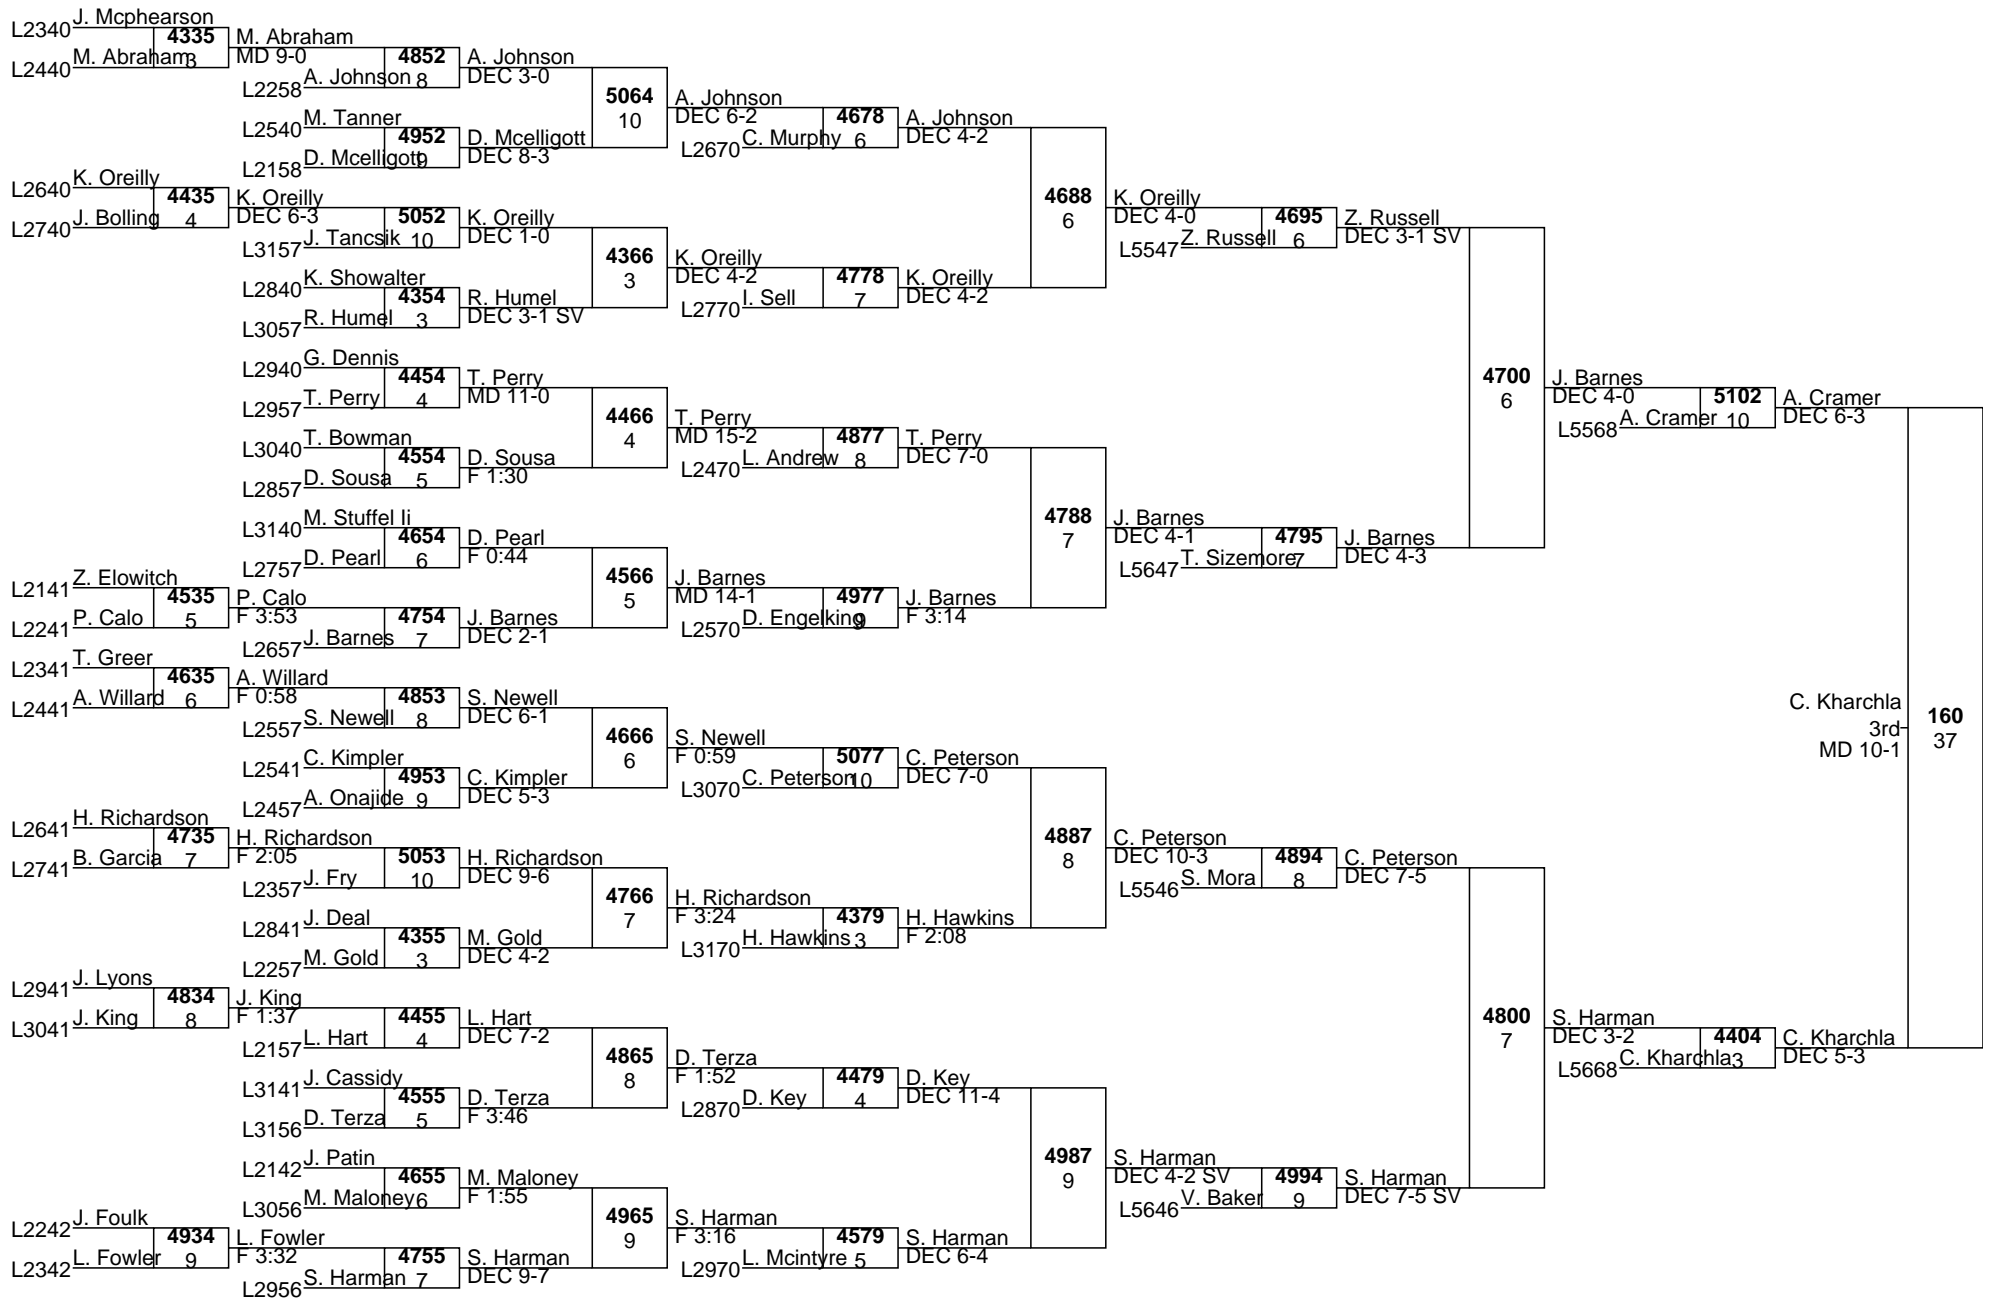 J. Mcphearson
L2340
4335
M. Abraham
M. Abraham
3
MD 9-0
4852
A. Johnson
L2440
A. Johnson
8
DEC 3-0
L2258
5064
A. Johnson
M. Tanner
10
DEC 6-2
4678
A. Johnson
L2540
4952
D. Mcelligott
C. Murphy
6
DEC 4-2
D. Mcelligott
9
DEC 8-3
L2670
L2158
K. Oreilly
L2640
4435
K. Oreilly
4688
K. Oreilly
J. Bolling
4
DEC 6-3
5052
K. Oreilly
6
DEC 4-0
4695
Z. Russell
L2740
J. Tancsik
10
DEC 1-0
Z. Russell
6
DEC 3-1 SV
L3157
L5547
4366
K. Oreilly
K. Showalter
3
DEC 4-2
4778
K. Oreilly
L2840
4354
R. Humel
I. Sell
7
DEC 4-2
R. Humel
3
DEC 3-1 SV
L2770
L3057
G. Dennis
L2940
4454
T. Perry
4700
J. Barnes
T. Perry
4
MD 11-0
6
DEC 4-0
5102
A. Cramer
L2957
A. Cramer
10
DEC 6-3
L5568
4466
T. Perry
T. Bowman
4
MD 15-2
4877
T. Perry
L3040
4554
D. Sousa
L. Andrew
8
DEC 7-0
D. Sousa
5
F 1:30
L2470
L2857
M. Stuffel Ii
L3140
4788
J. Barnes
4654
D. Pearl
7
DEC 4-1
4795
J. Barnes
D. Pearl
6
F 0:44
T. Sizemore
7
DEC 4-3
L2757
L5647
Z. Elowitch
4566
J. Barnes
L2141
4535
P. Calo
5
MD 14-1
4977
J. Barnes
P. Calo
5
F 3:53
4754
J. Barnes
D. Engelking
9
F 3:14
L2241
J. Barnes
7
DEC 2-1
L2570
L2657
T. Greer
L2341
4635
A. Willard
A. Willard
6
F 0:58
4853
S. Newell
L2441
S. Newell
8
DEC 6-1
L2557
C. Kharchla
160
3rd
37
MD 10-1
4666
S. Newell
C. Kimpler
6
F 0:59
5077
C. Peterson
L2541
4953
C. Kimpler
C. Peterson
10
DEC 7-0
A. Onajide
9
DEC 5-3
L3070
L2457
H. Richardson
L2641
4735
H. Richardson
4887
C. Peterson
B. Garcia
7
F 2:05
5053
H. Richardson
8
DEC 10-3
4894
C. Peterson
L2741
J. Fry
10
DEC 9-6
S. Mora
8
DEC 7-5
L2357
L5546
4766
H. Richardson
J. Deal
7
F 3:24
4379
H. Hawkins
L2841
4355
M. Gold
H. Hawkins
3
F 2:08
M. Gold
3
DEC 4-2
L3170
L2257
J. Lyons
L2941
4834
J. King
J. King
8
F 1:37
4455
L. Hart
4800
S. Harman
L3041
L. Hart
4
DEC 7-2
7
DEC 3-2
4404
C. Kharchla
L2157
C. Kharchla
3
DEC 5-3
L5668
4865
D. Terza
J. Cassidy
8
F 1:52
4479
D. Key
L3141
4555
D. Terza
D. Key
4
DEC 11-4
D. Terza
5
F 3:46
L2870
L3156
J. Patin
L2142
4655
M. Maloney
4987
S. Harman
M. Maloney
6
F 1:55
9
DEC 4-2 SV
4994
S. Harman
L3056
V. Baker
9
DEC 7-5 SV
L5646
J. Foulk
4965
S. Harman
L2242
4934
L. Fowler
9
F 3:16
4579
S. Harman
L. Fowler
9
F 3:32
4755
S. Harman
L. Mcintyre
5
DEC 6-4
L2342
S. Harman
7
DEC 9-7
L2970
L2956